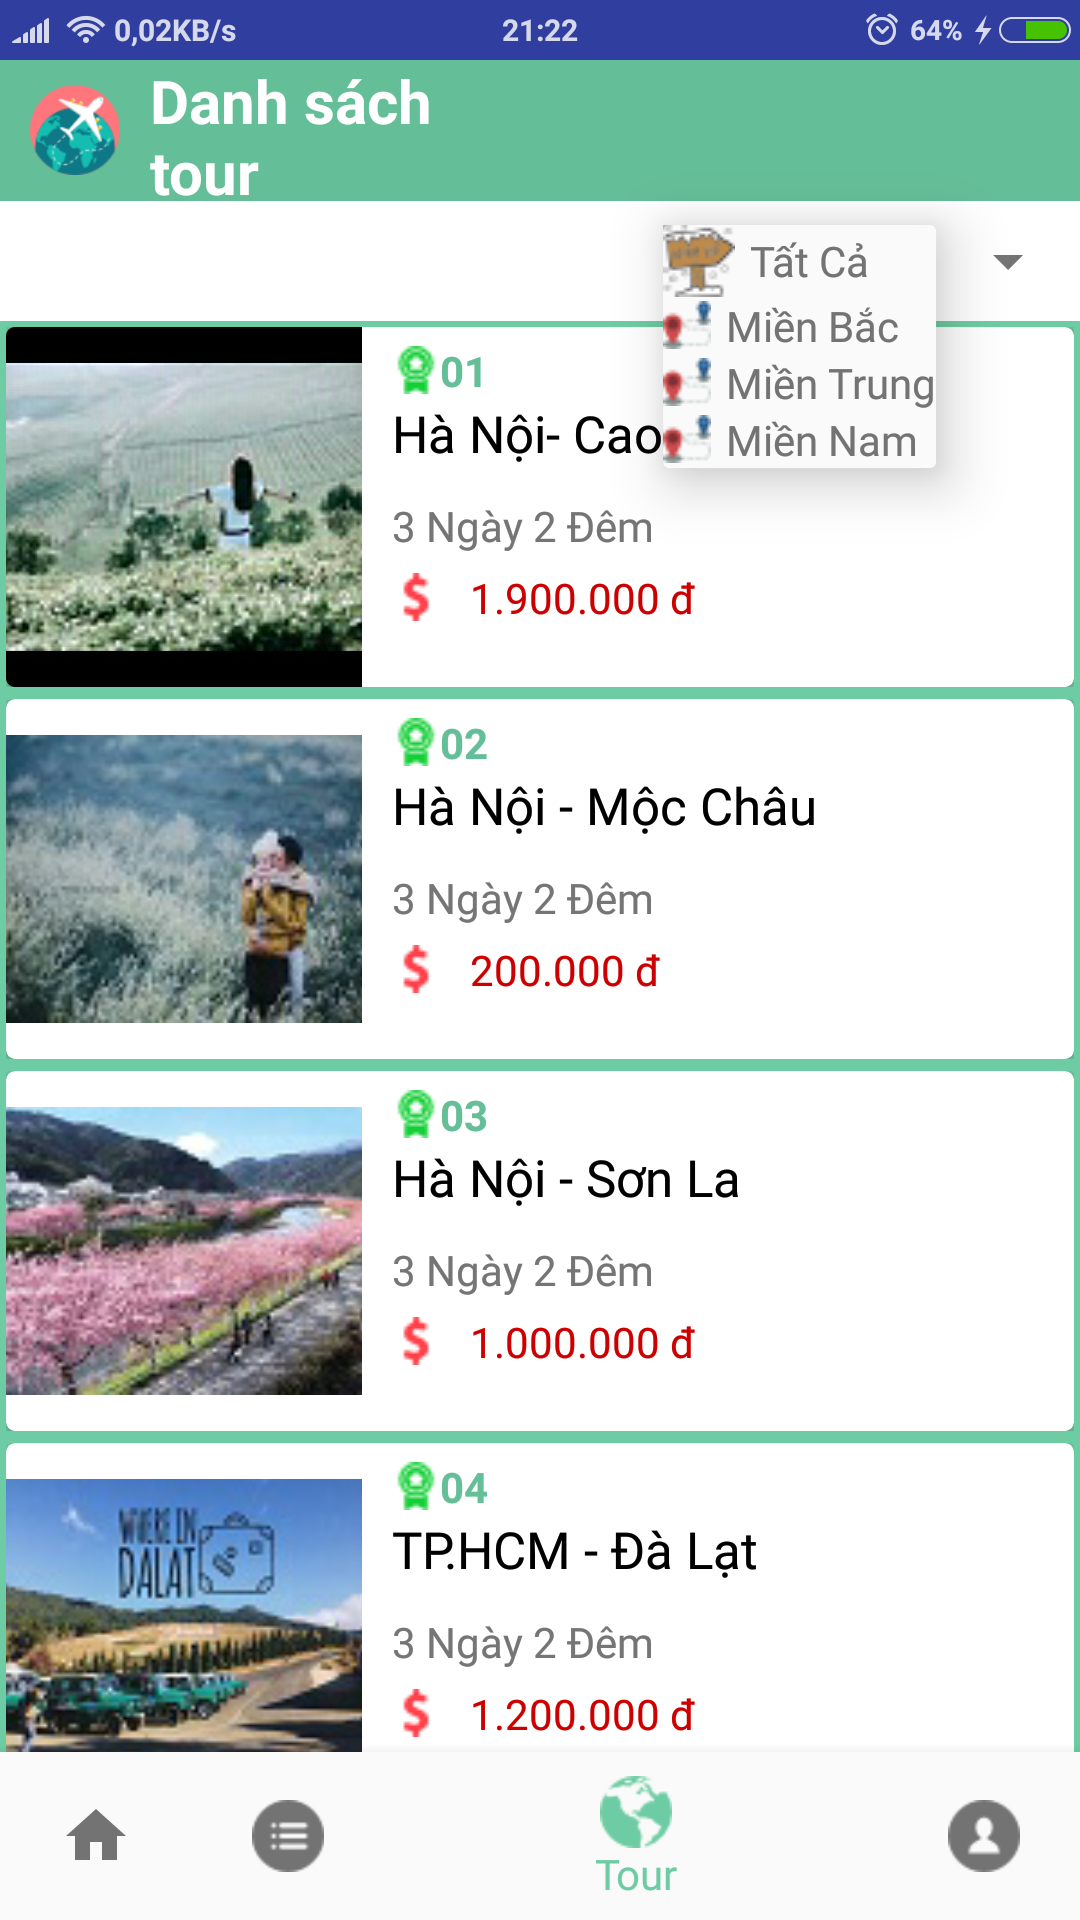 0,02KB/s 21:22 64%
Danh sách
tour
Tất Cả
Miền Bắc
Miền Trung
Miền Nam
01
Hà Nội- Cao
3 Ngày 2 Đêm
$ 1.900.000 đ
02
Hà Nội - Mộc Châu
3 Ngày 2 Đêm
$ 200.000 đ
03
Hà Nội - Sơn La
3 Ngày 2 Đêm
$ 1.000.000 đ
WHERE IN
DALAT
04
TP.HCM - Đà Lạt
3 Ngày 2 Đêm
$ 1.200.000 đ
Tour